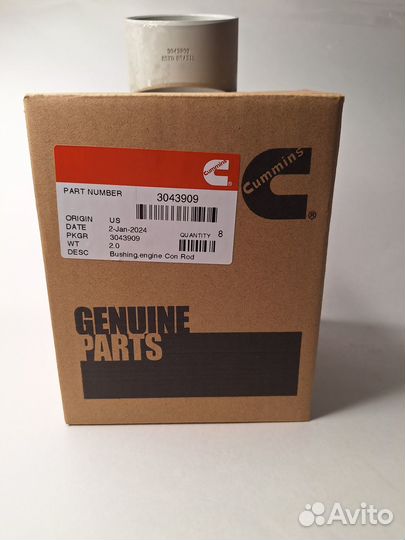 3043909
Cummins
®
Cummins
®
PART NUMBER 3043909
ORIGIN US
DATE 2-Jan-2024
PKGR 3043909 QUANTITY 8
WT 2.0
DESC Bushing,engine Con Rod
GENUINE
PARTS
Avito